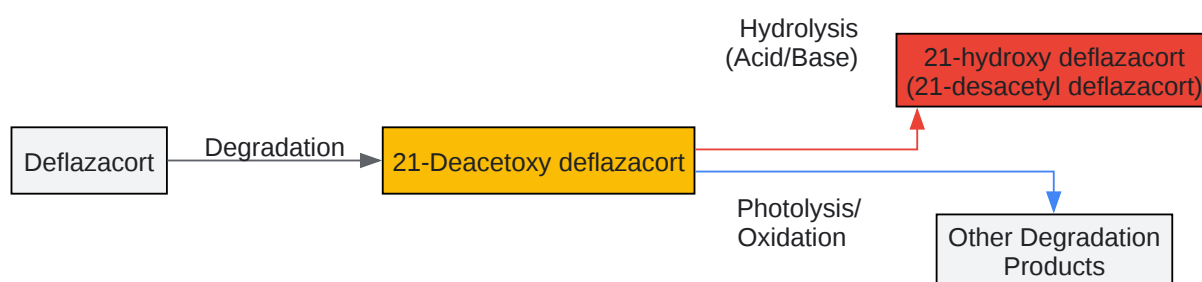 Deflazacort
Degradation
21-Deacetoxy deflazacort
Hydrolysis
(Acid/Base)
21-hydroxy deflazacort
(21-desacetyl deflazacort)
Photolysis/
Oxidation
Other Degradation
Products